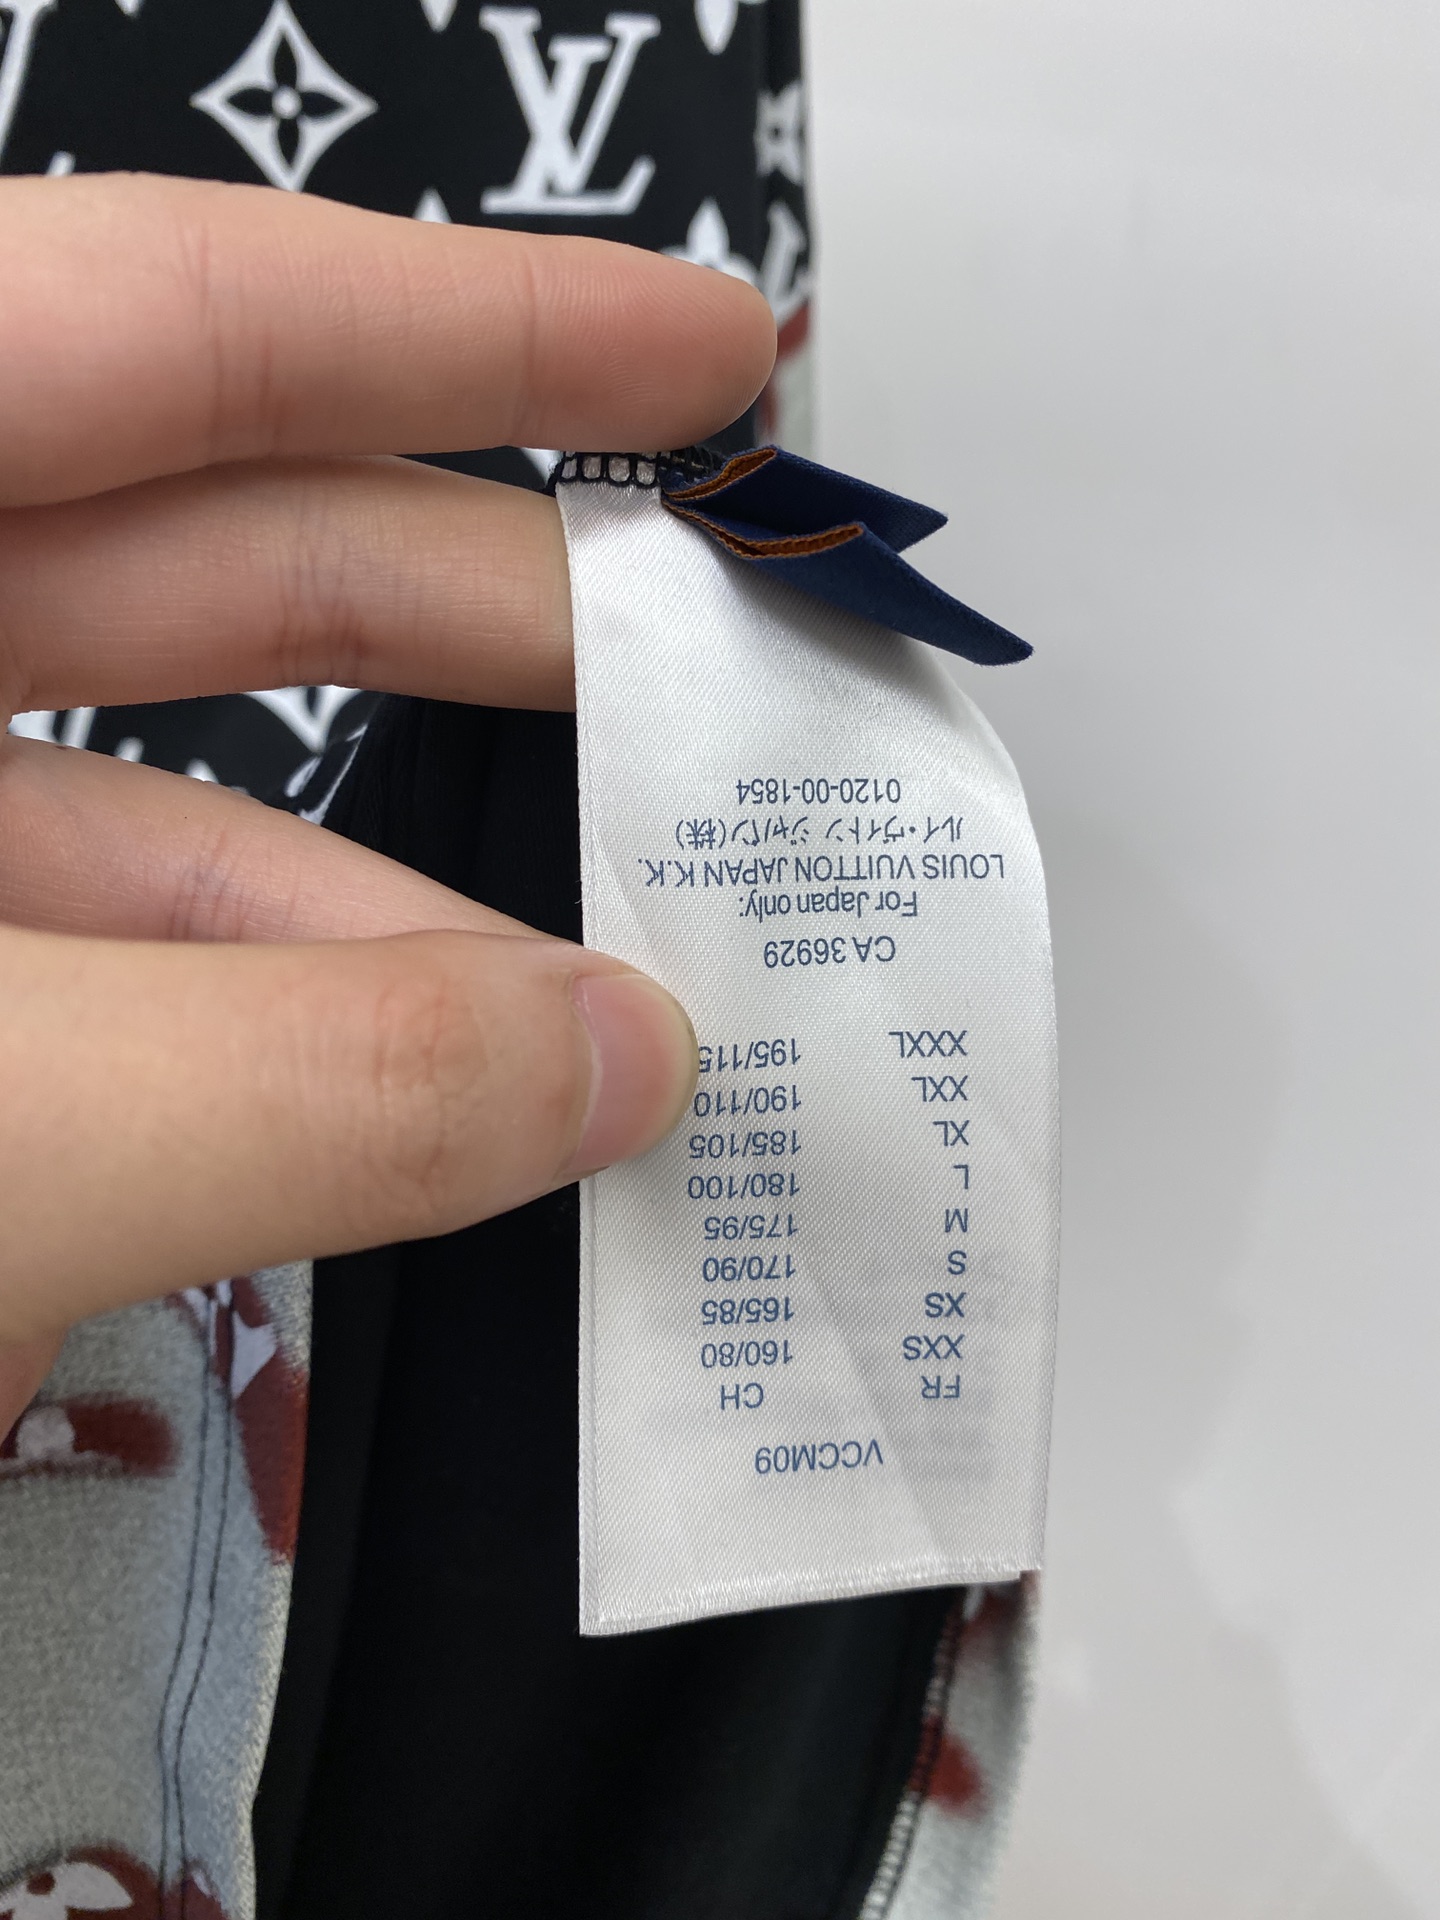 LV
VCCM09
FR CH
XXS 160/80
XS 165/85
S 170/90
M 175/95
L 180/100
XL 185/105
XXL 190/110
XXXL 195/115
CA 36929
For Japan only:
LOUIS VUITTON JAPAN K.K.
ルイ・ヴィトン ジャパン(株)
0120-00-1854